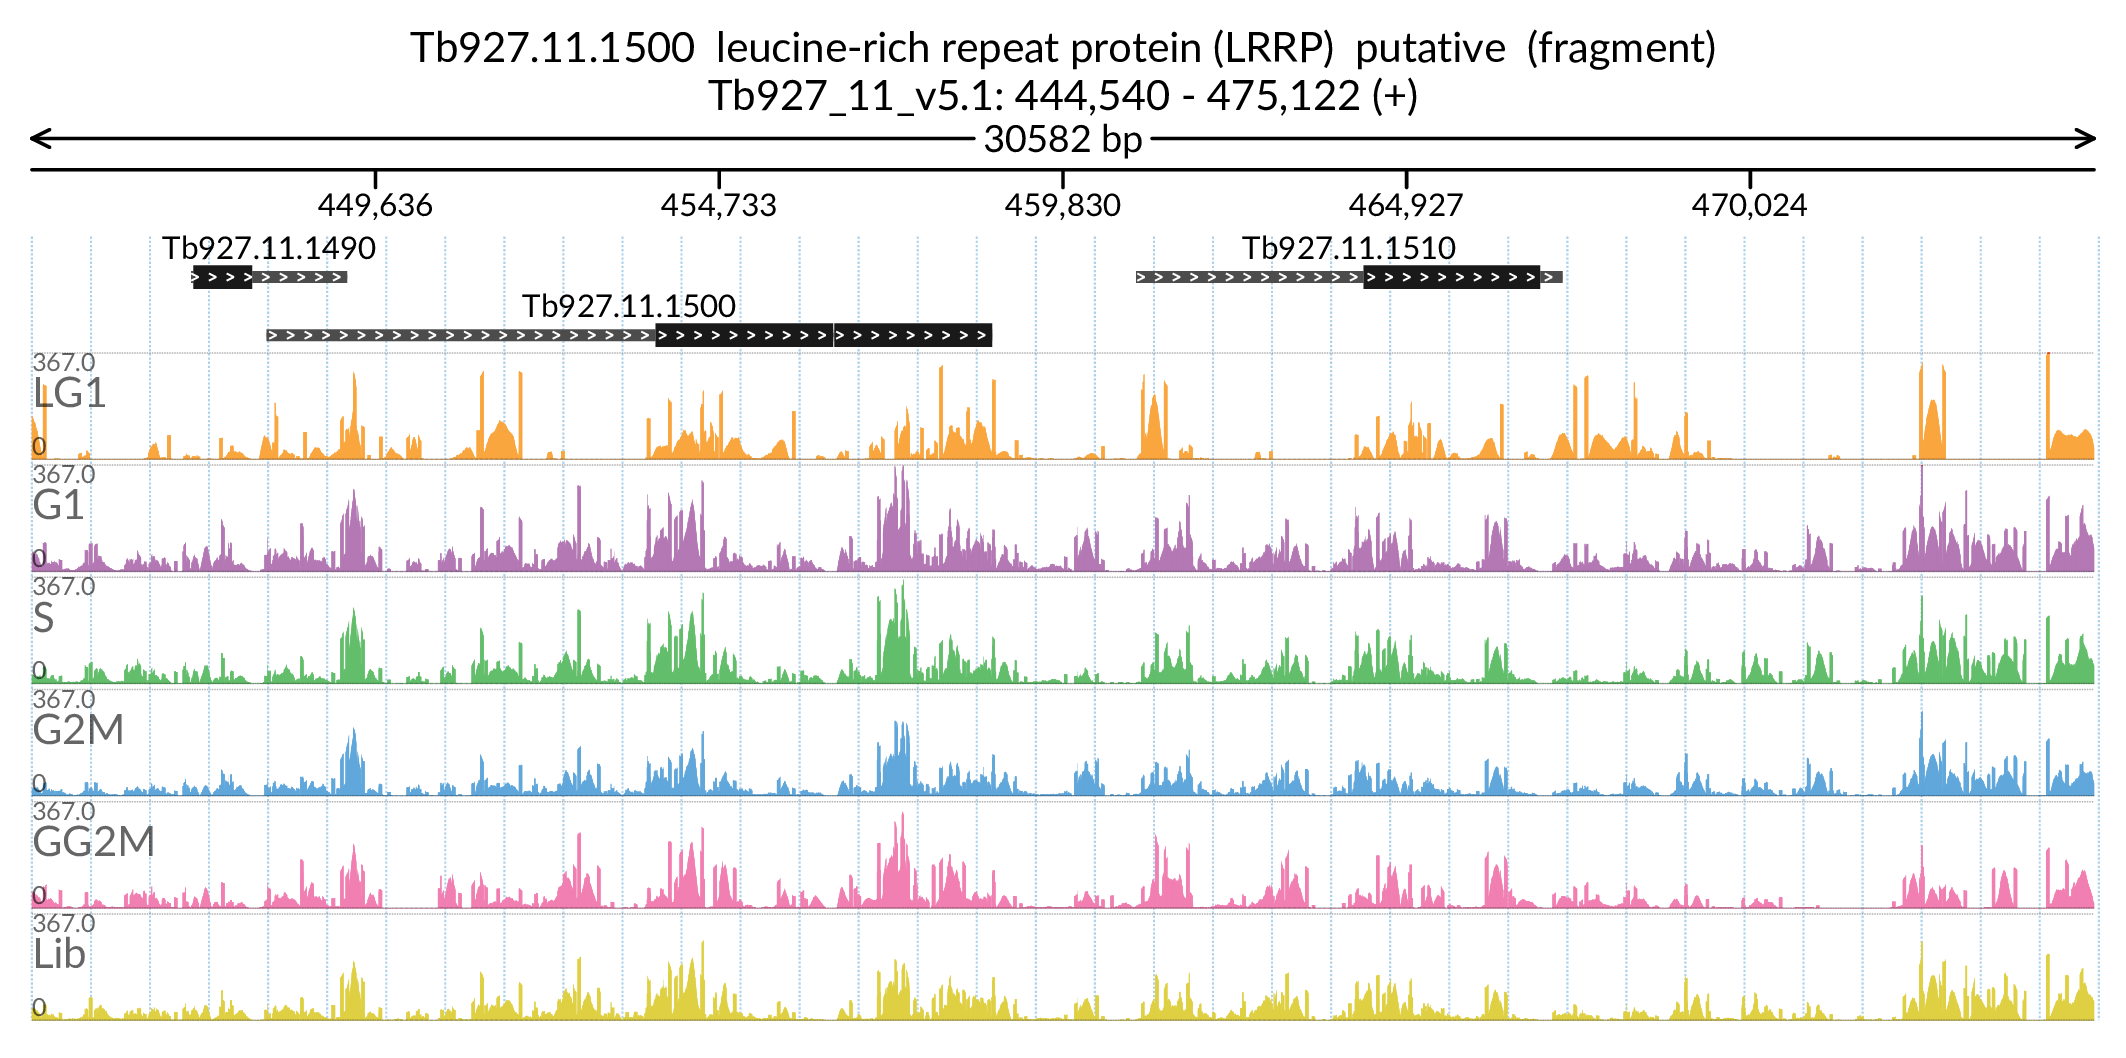 Tb927.11.1500 leucine-rich repeat protein (LRRP) putative (fragment)
Tb927_11_v5.1: 444,540 - 475,122 (+)
30582 bp
449,636 454,733 459,830 464,927 470,024
Tb927.11.1490 Tb927.11.1510
Tb927.11.1500
367.0
LG1
0
367.0
G1
0
367.0
S
0
367.0
G2M
0
367.0
GG2M
0
367.0
Lib
0